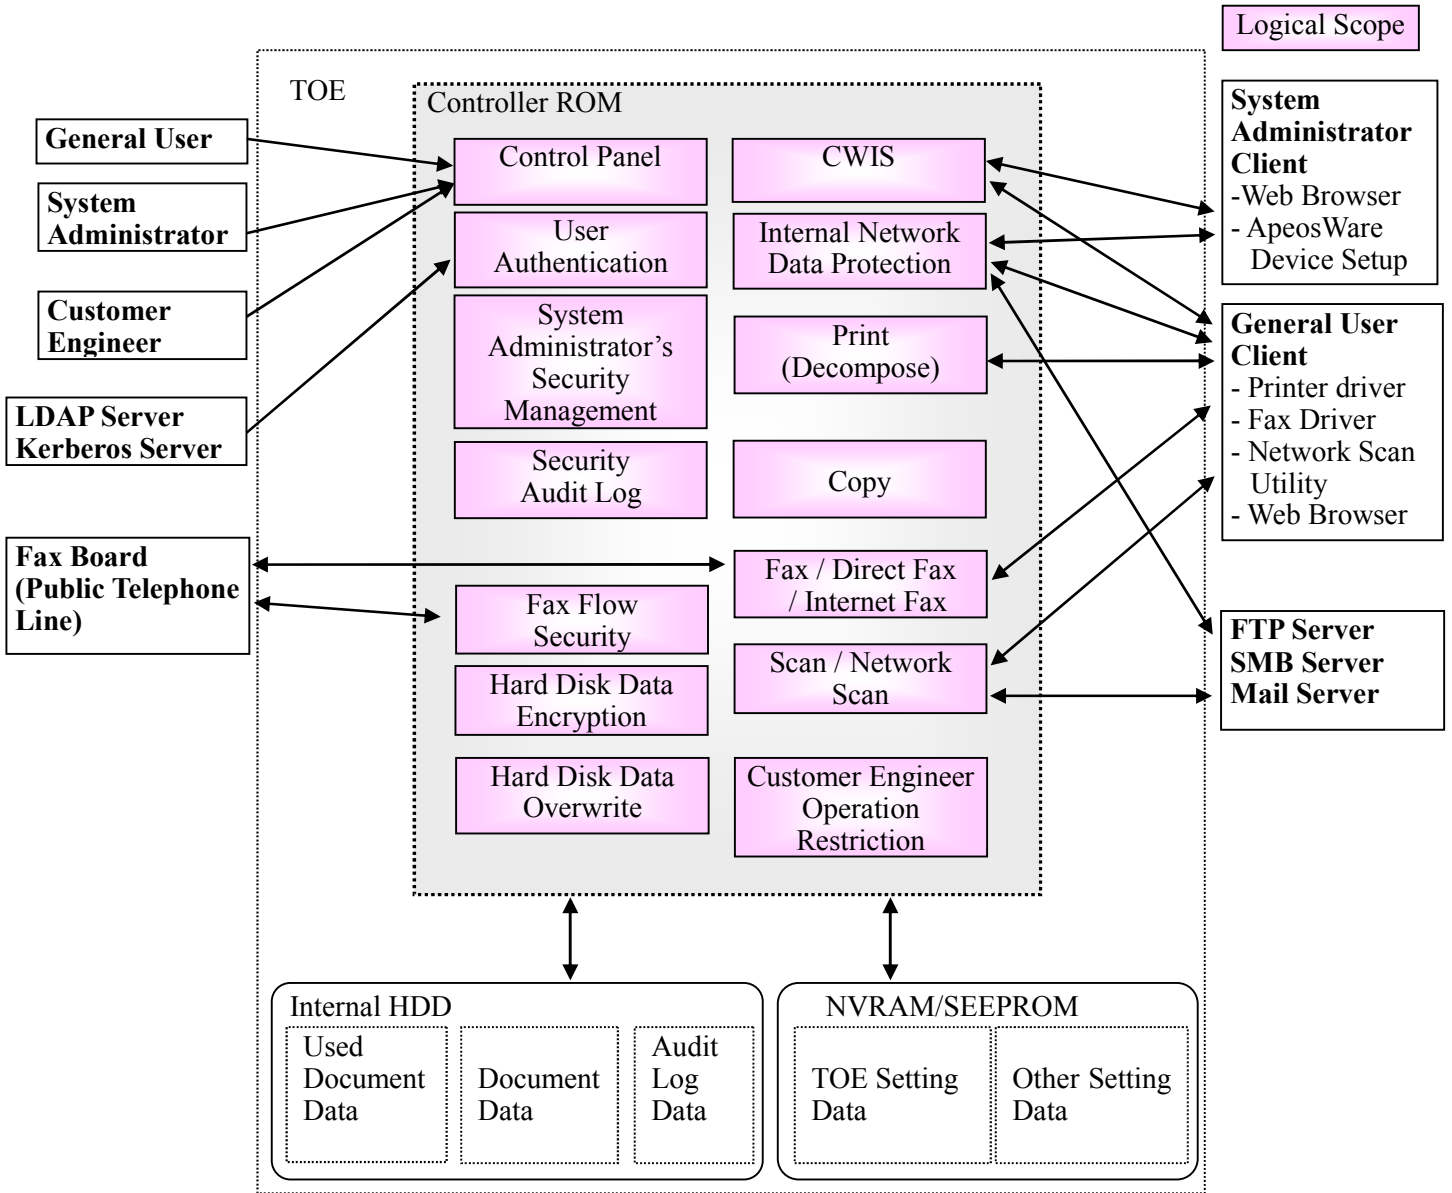 Logical Scope
TOE
Controller ROM
General User
System
Administrator
Customer
Engineer
LDAP Server
Kerberos Server
Fax Board
(Public Telephone
Line)
Control Panel
User
Authentication
System
Administrator’s
Security
Management
Security
Audit Log
Fax Flow
Security
Hard Disk Data
Encryption
Hard Disk Data
Overwrite
CWIS
Internal Network
Data Protection
Print
(Decompose)
Copy
Fax / Direct Fax
/ Internet Fax
Scan / Network
Scan
Customer Engineer
Operation
Restriction
System
Administrator
Client
-Web Browser
- ApeosWare
Device Setup
General User
Client
- Printer driver
- Fax Driver
- Network Scan
Utility
- Web Browser
FTP Server
SMB Server
Mail Server
Internal HDD
Used
Document
Data
Document
Data
Audit
Log
Data
NVRAM/SEEPROM
TOE Setting
Data
Other Setting
Data